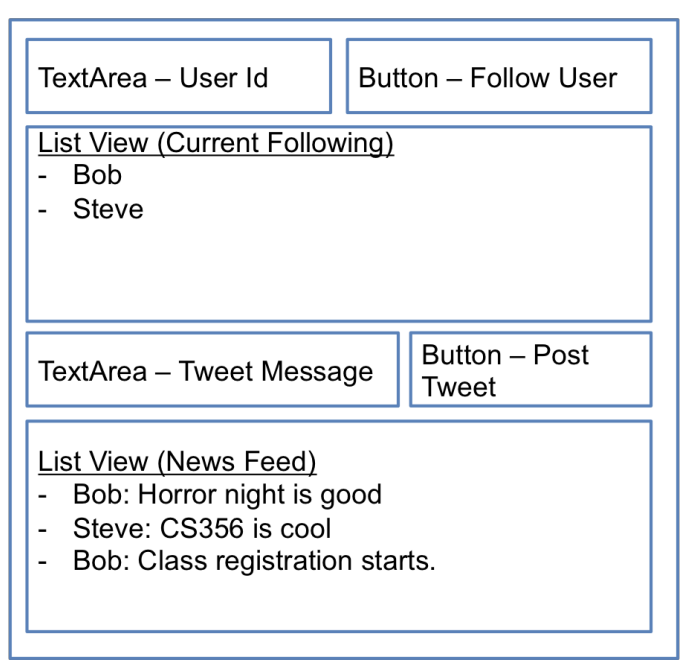 TextArea – User Id
Button – Follow User
List View (Current Following)
- Bob
- Steve
TextArea – Tweet Message
Button – Post
Tweet
List View (News Feed)
- Bob: Horror night is good
- Steve: CS356 is cool
- Bob: Class registration starts.